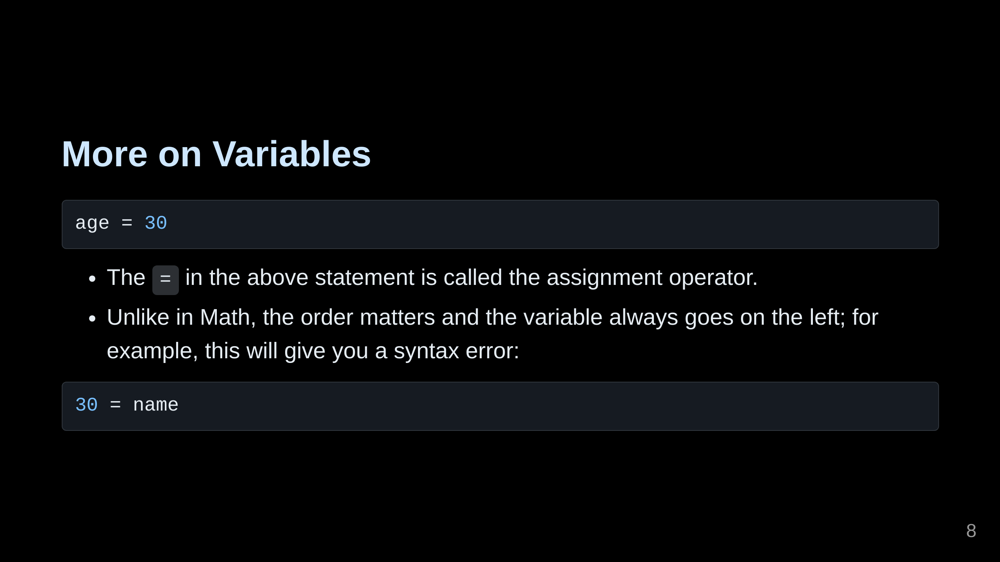 More on Variables
age = 30
• The = in the above statement is called the assignment operator.
• Unlike in Math, the order matters and the variable always goes on the left; for
example, this will give you a syntax error:
30 = name
8